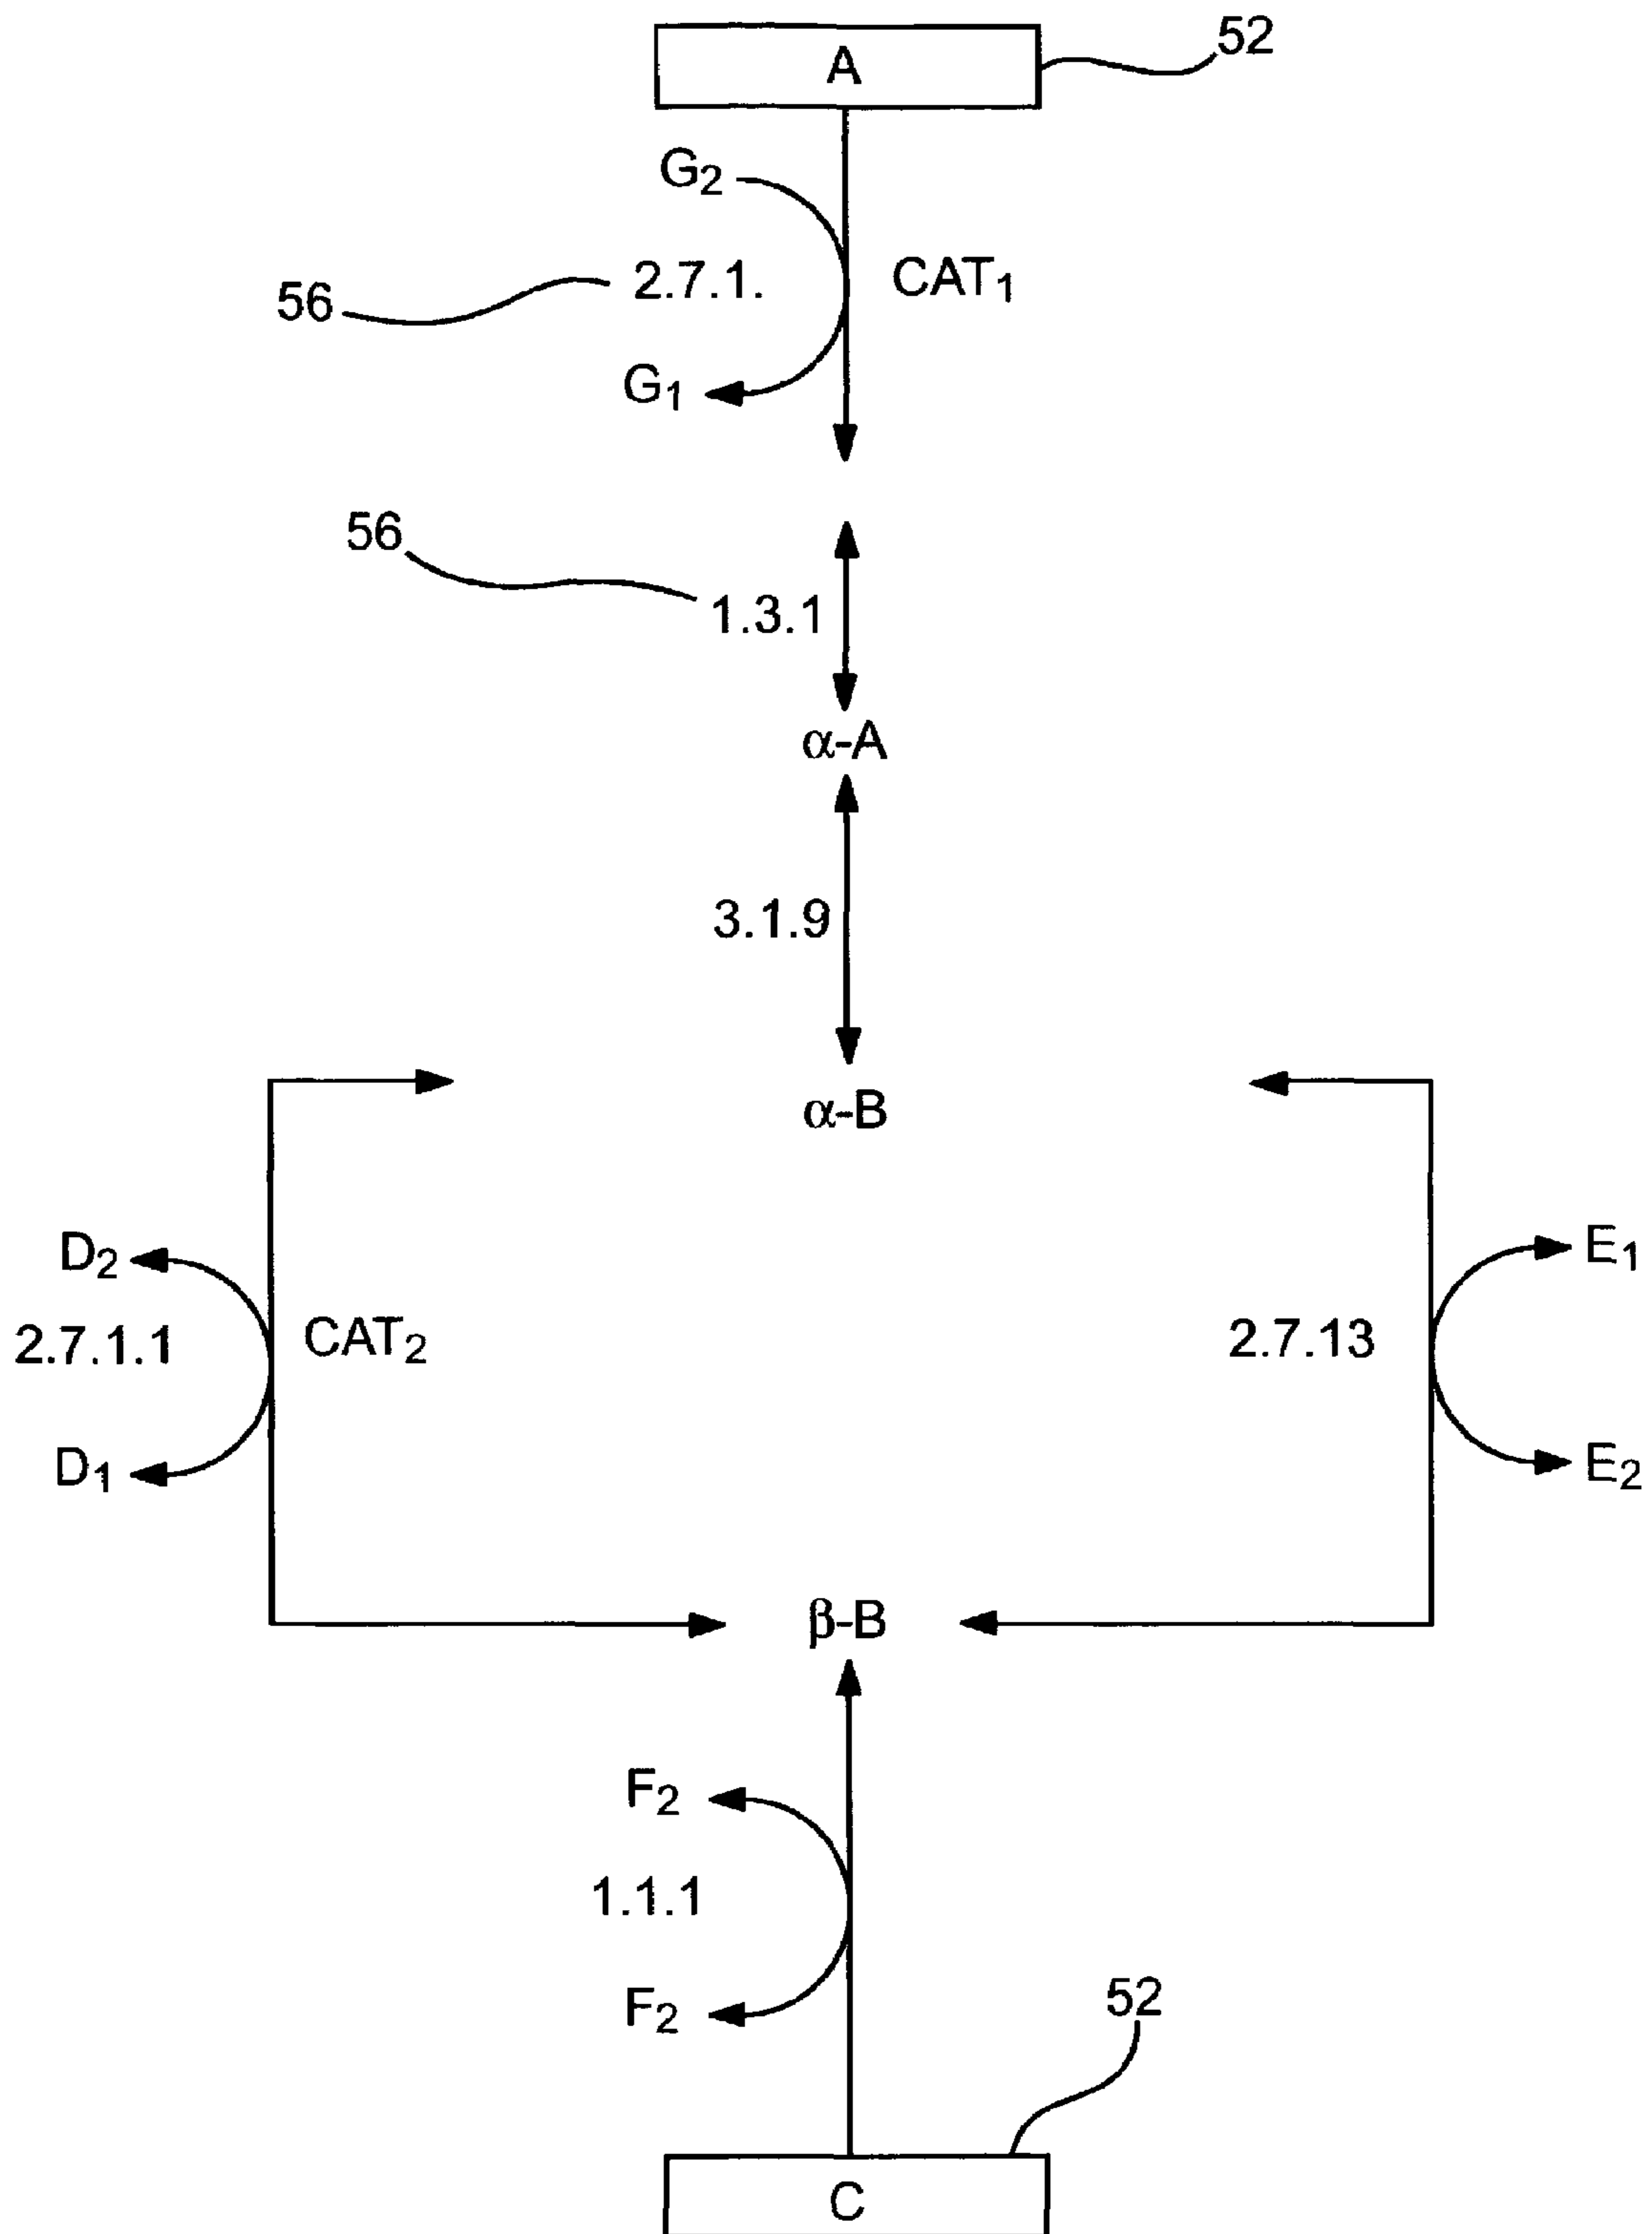 52
A
G2
56
2.7.1.
CAT1
G1
56
1.3.1
α-A
3.1.9
α-B
D2
E1
2.7.1.1
CAT2
2.7.13
D1
E2
β-B
F2
1.1.1
F2
52
C